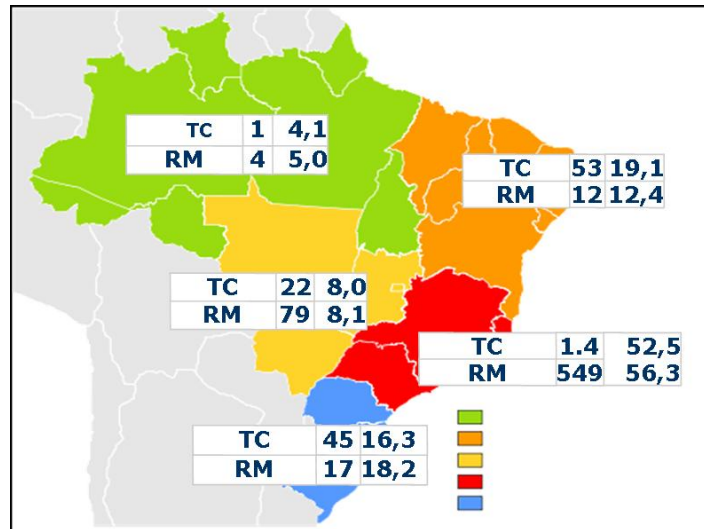 TC 1 4,1
RM 4 5,0
TC 53 19,1
RM 12 12,4
TC 22 8,0
RM 79 8,1
TC 1.4 52,5
RM 549 56,3
TC 45 16,3
RM 17 18,2